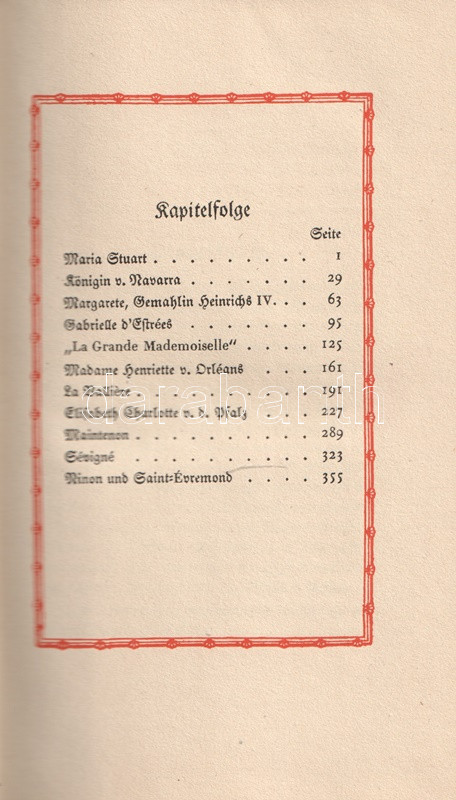 Kapitelfolge
Seite
Maria Stuart . . . . . . . . . 1
Königin v. Navarra . . . . . . . 29
Margarete, Gemahlin Heinrichs IV. . . 63
Gabrielle d'Estrées . . . . . . . 95
„La Grande Mademoiselle“ . . . . 125
Madame Henriette v. Orléans . . . 161
La Vallière . . . . . . . . . 191
Elisabeth Charlotte v. d. Pfalz . . . 227
Maintenon . . . . . . . . . 289
Sévigné . . . . . . . . . 323
Ninon und Saint-Évremond . . . . 355
darabanth